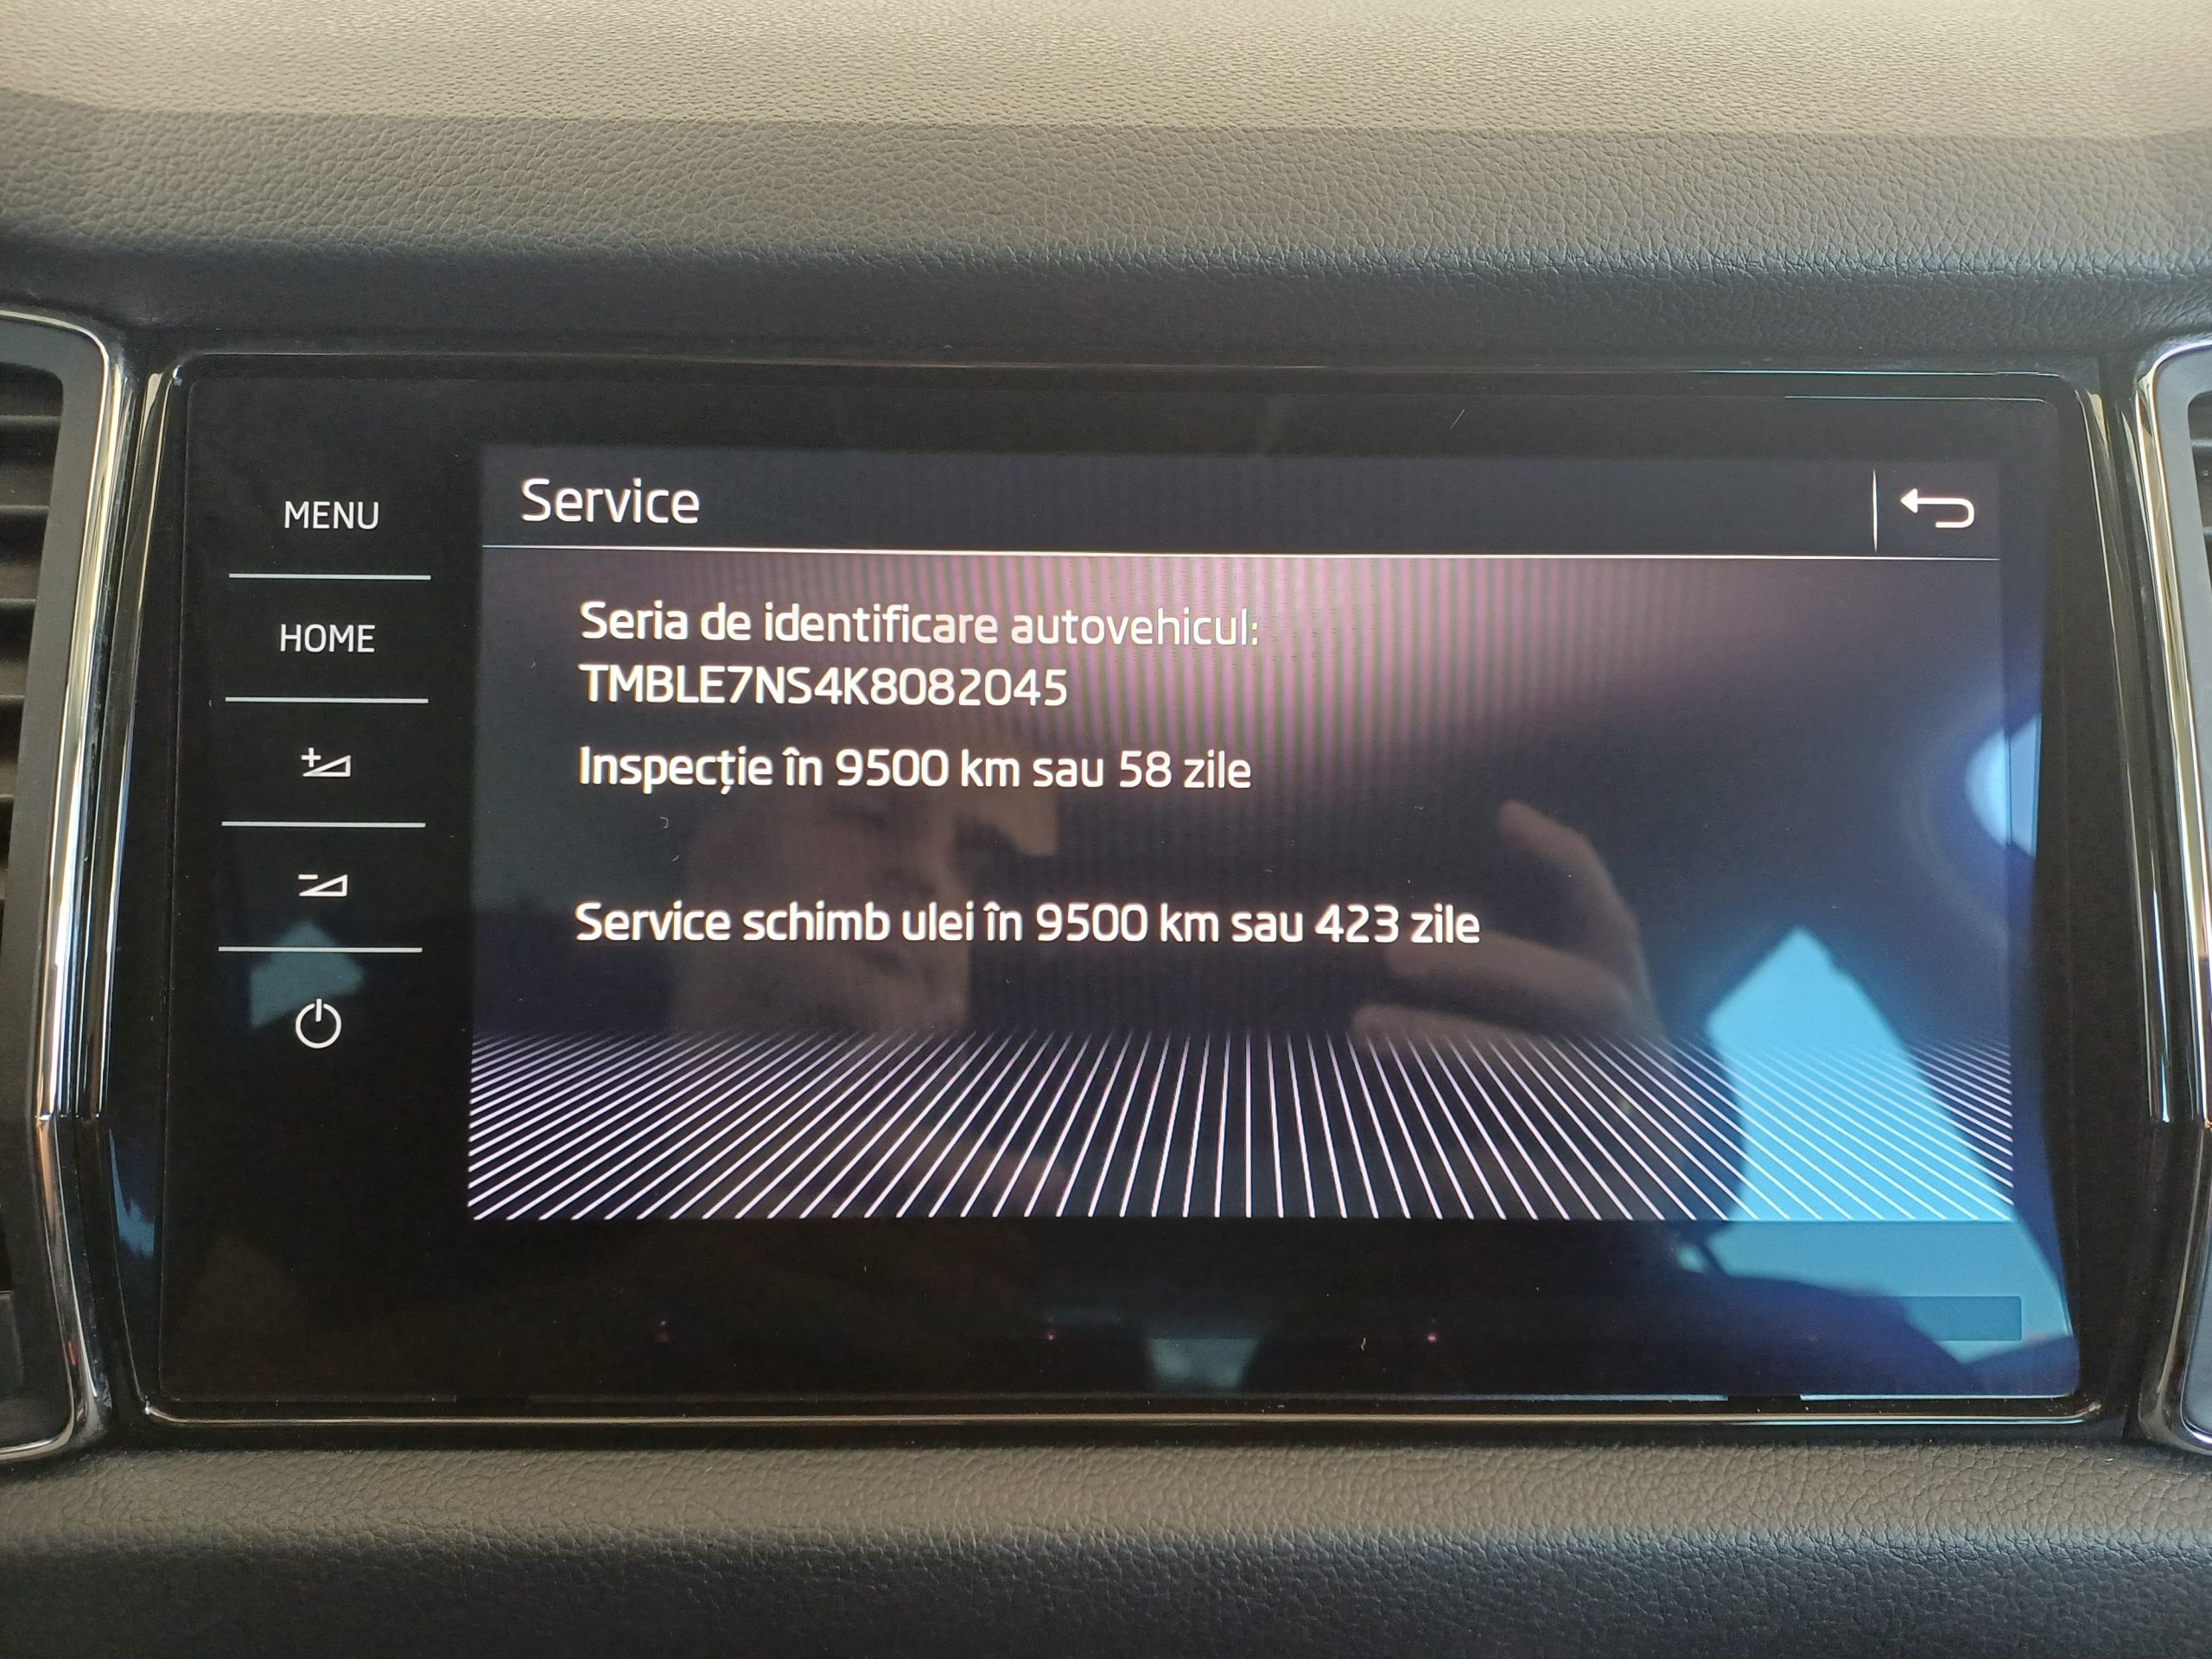 Service
MENU
HOME
Seria de identificare autovehicul:
TMBLE7NS4K8082045
Inspecție în 9500 km sau 58 zile
Service schimb ulei în 9500 km sau 423 zile